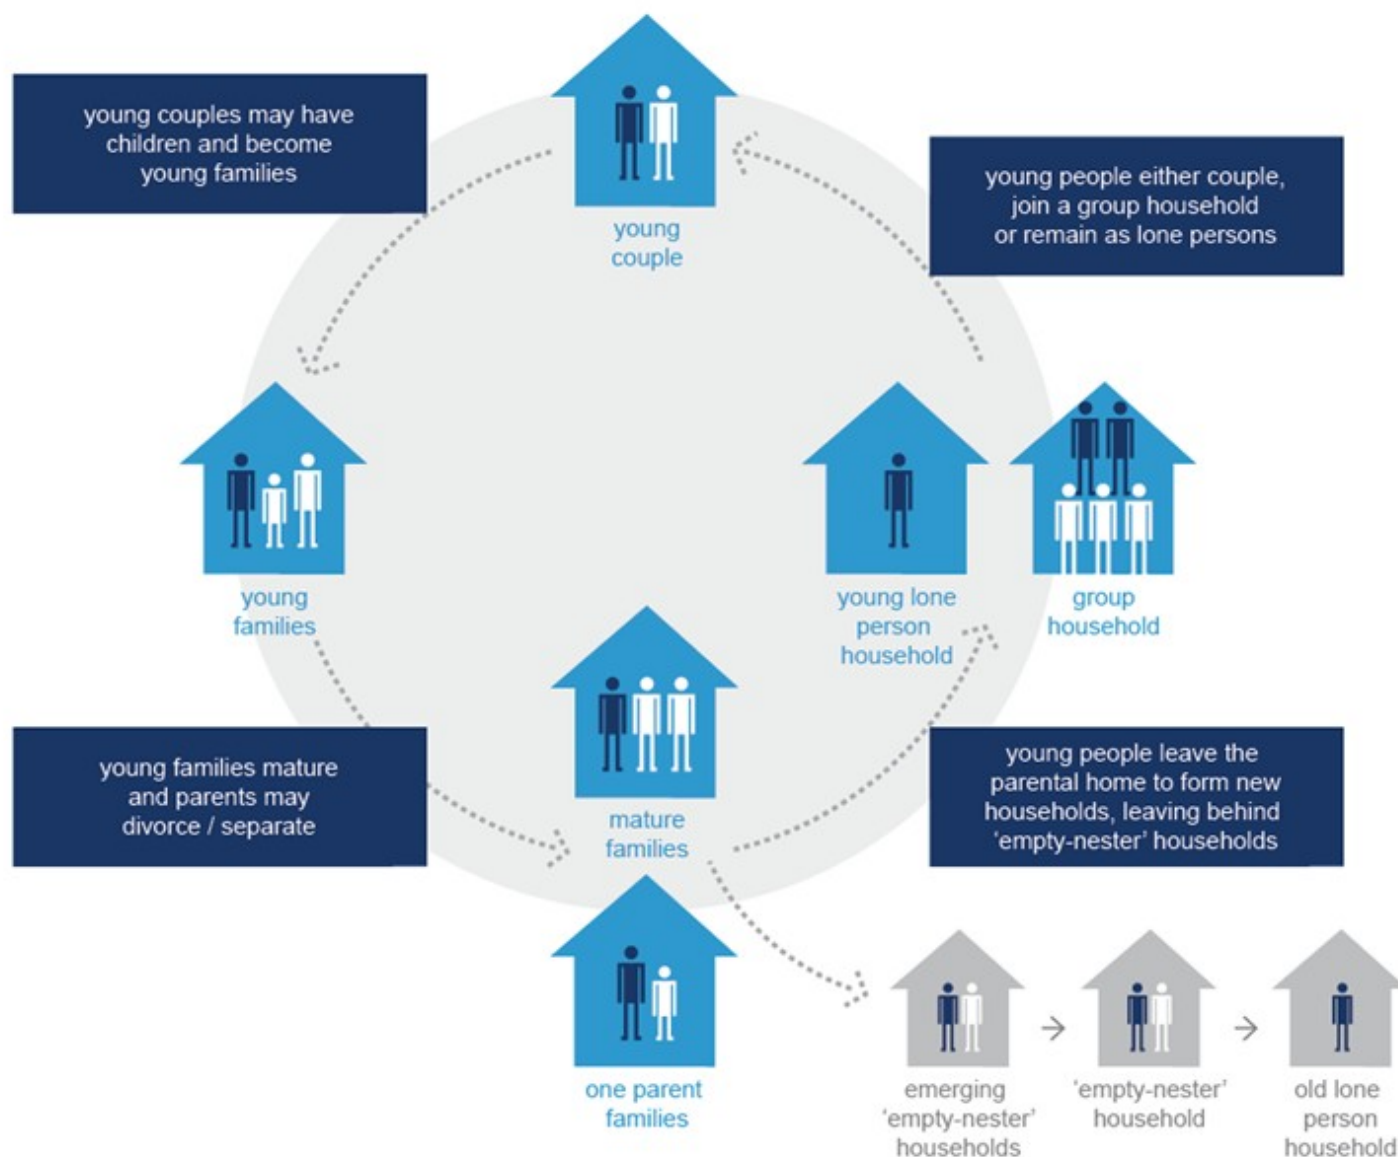 young couples may have
children and become
young families
young
couple
young people either couple,
join a group household
or remain as lone persons
young
families
young lone
person
household
group
household
young families mature
and parents may
divorce / separate
mature
families
young people leave the
parental home to form new
households, leaving behind
‘empty-nester’ households
one parent
families
emerging
‘empty-nester’
households
‘empty-nester’
household
old lone
person
household